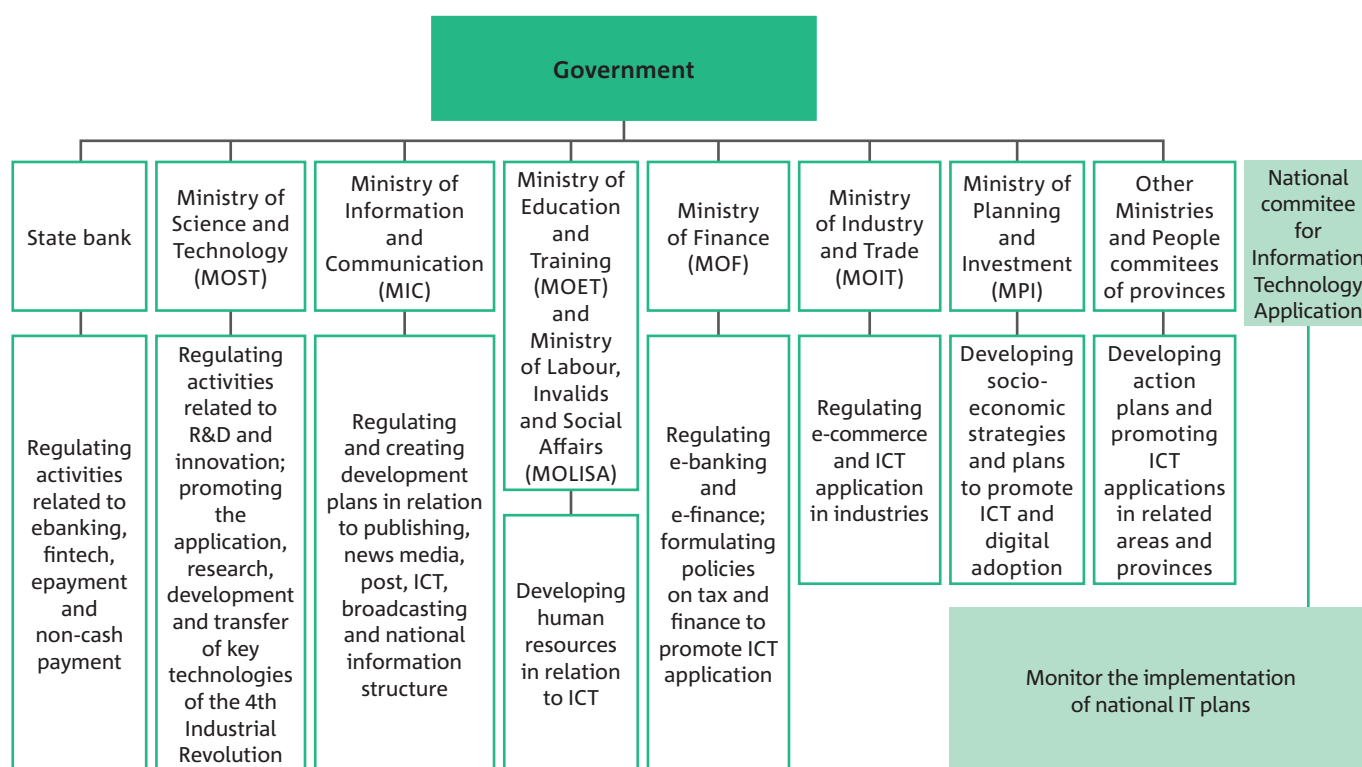 Government
State bank
Ministry of
Science and
Technology
(MOST)
Ministry of
Information
and
Communication
(MIC)
Ministry of
Education
and
Training
(MOET) and
Ministry
of Labour,
Invalids
and Social
Affairs
(MOLISA)
Ministry
of Finance
(MOF)
Ministry
of Industry
and Trade
(MOIT)
Ministry of
Planning
and
Investment
(MPI)
Other
Ministries
and People
commitees
of provinces
National
commitee
for
Information
Technology
Application
Regulating
activities
related to
ebanking,
fintech,
epayment
and
non-cash
payment
Regulating
activities
related to
R&D and
innovation;
promoting
the
application,
research,
development
and transfer
of key
technologies
of the 4th
Industrial
Revolution
Regulating
and creating
development
plans in relation
to publishing,
news media,
post, ICT,
broadcasting
and national
information
structure
Developing
human
resources
in relation
to ICT
Regulating
e-banking
and
e-finance;
formulating
policies
on tax and
finance to
promote ICT
application
Regulating
e-commerce
and ICT
application
in industries
Developing
socio-
economic
strategies
and plans
to promote
ICT and
digital
adoption
Developing
action
plans and
promoting
ICT
applications
in related
areas and
provinces
Monitor the implementation
of national IT plans